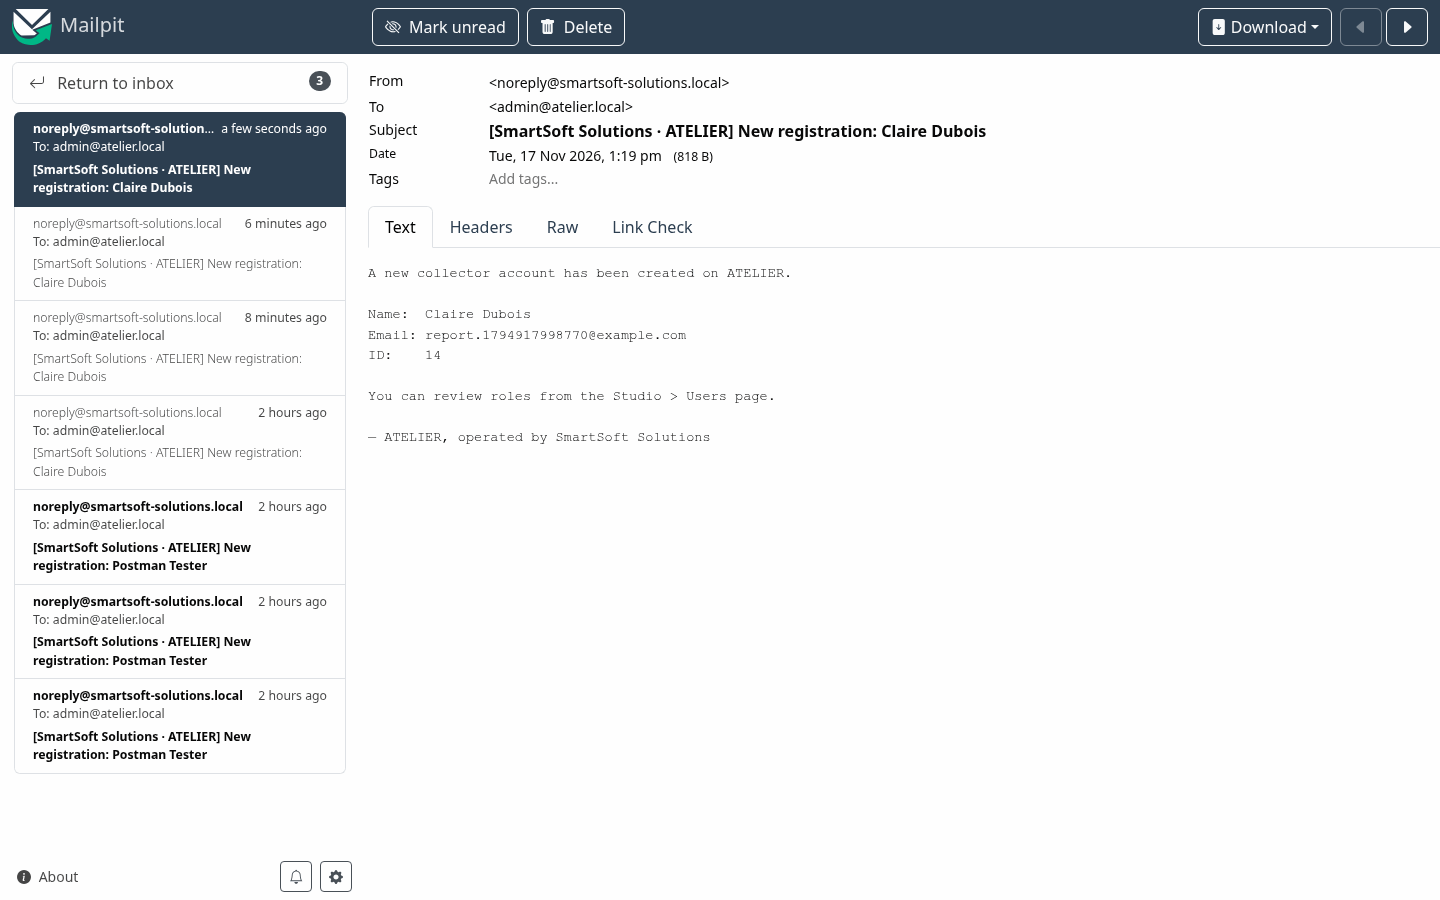 Mailpit
Mark unread
Delete
Download
Return to inbox
3
noreply@smartsoft-solution... a few seconds ago
To: admin@atelier.local
[SmartSoft Solutions · ATELIER] New
registration: Claire Dubois
noreply@smartsoft-solutions.local 6 minutes ago
To: admin@atelier.local
[SmartSoft Solutions · ATELIER] New registration:
Claire Dubois
noreply@smartsoft-solutions.local 8 minutes ago
To: admin@atelier.local
[SmartSoft Solutions · ATELIER] New registration:
Claire Dubois
noreply@smartsoft-solutions.local 2 hours ago
To: admin@atelier.local
[SmartSoft Solutions · ATELIER] New registration:
Claire Dubois
noreply@smartsoft-solutions.local 2 hours ago
To: admin@atelier.local
[SmartSoft Solutions · ATELIER] New
registration: Postman Tester
noreply@smartsoft-solutions.local 2 hours ago
To: admin@atelier.local
[SmartSoft Solutions · ATELIER] New
registration: Postman Tester
noreply@smartsoft-solutions.local 2 hours ago
To: admin@atelier.local
[SmartSoft Solutions · ATELIER] New
registration: Postman Tester
About
From <noreply@smartsoft-solutions.local>
To <admin@atelier.local>
Subject [SmartSoft Solutions · ATELIER] New registration: Claire Dubois
Date Tue, 17 Nov 2026, 1:19 pm (818 B)
Tags Add tags...
Text Headers Raw Link Check
A new collector account has been created on ATELIER.
Name: Claire Dubois
Email: report.1794917998770@example.com
ID: 14
You can review roles from the Studio > Users page.
— ATELIER, operated by SmartSoft Solutions